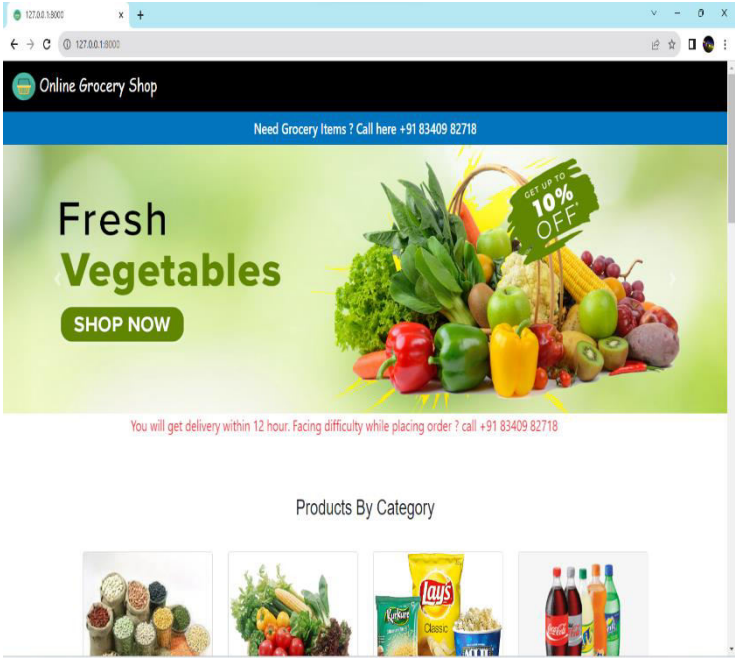 127.0.0.1:8000
127.0.0.1:8000
Online Grocery Shop
Need Grocery Items ? Call here +91 83409 82718
Fresh
Vegetables
SHOP NOW
GET UP TO
10%
OFF*
You will get delivery within 12 hour. Facing difficulty while placing order ? call +91 83409 82718
Products By Category
Lay's
Kurkure
Classic
Coca-Cola